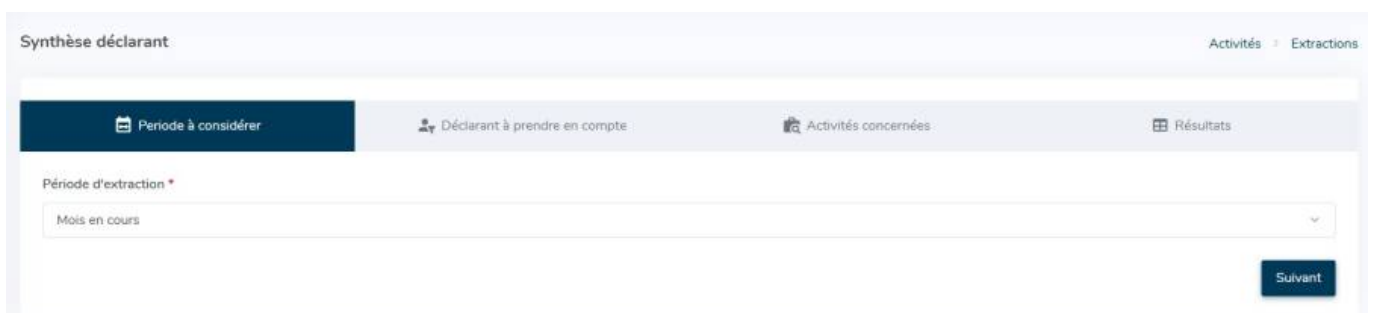 Synthèse déclarant
Activités
Extractions
Periode à considérer
Déclarant à prendre en compte
Activités concernées
Résultats
Période d'extraction *
Mois en cours
Suivant